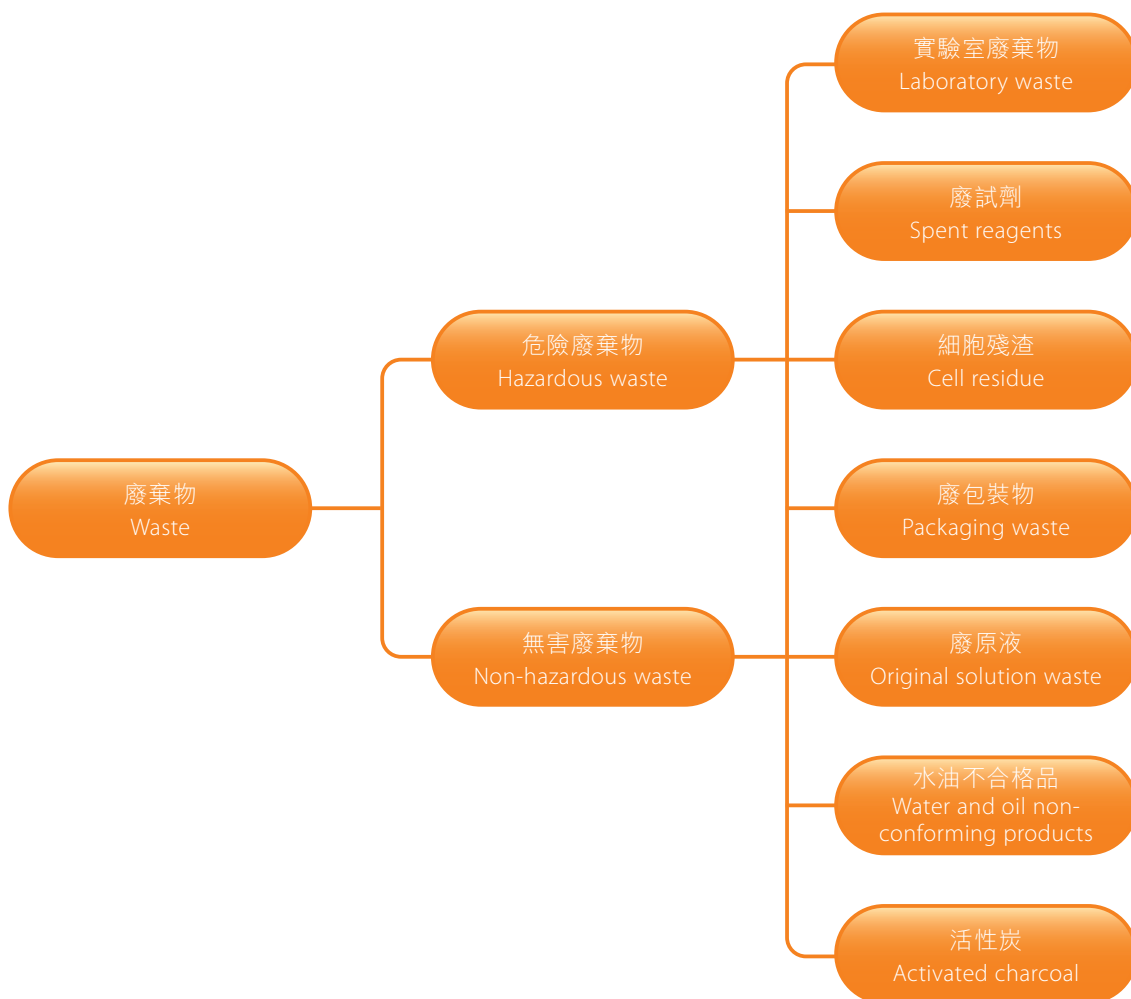 實驗室廢棄物
Laboratory waste
廢試劑
Spent reagents
危險廢棄物
Hazardous waste
細胞殘渣
Cell residue
廢棄物
Waste
廢包裝物
Packaging waste
無害廢棄物
Non-hazardous waste
廢原液
Original solution waste
水油不合格品
Water and oil non-
conforming products
活性炭
Activated charcoal